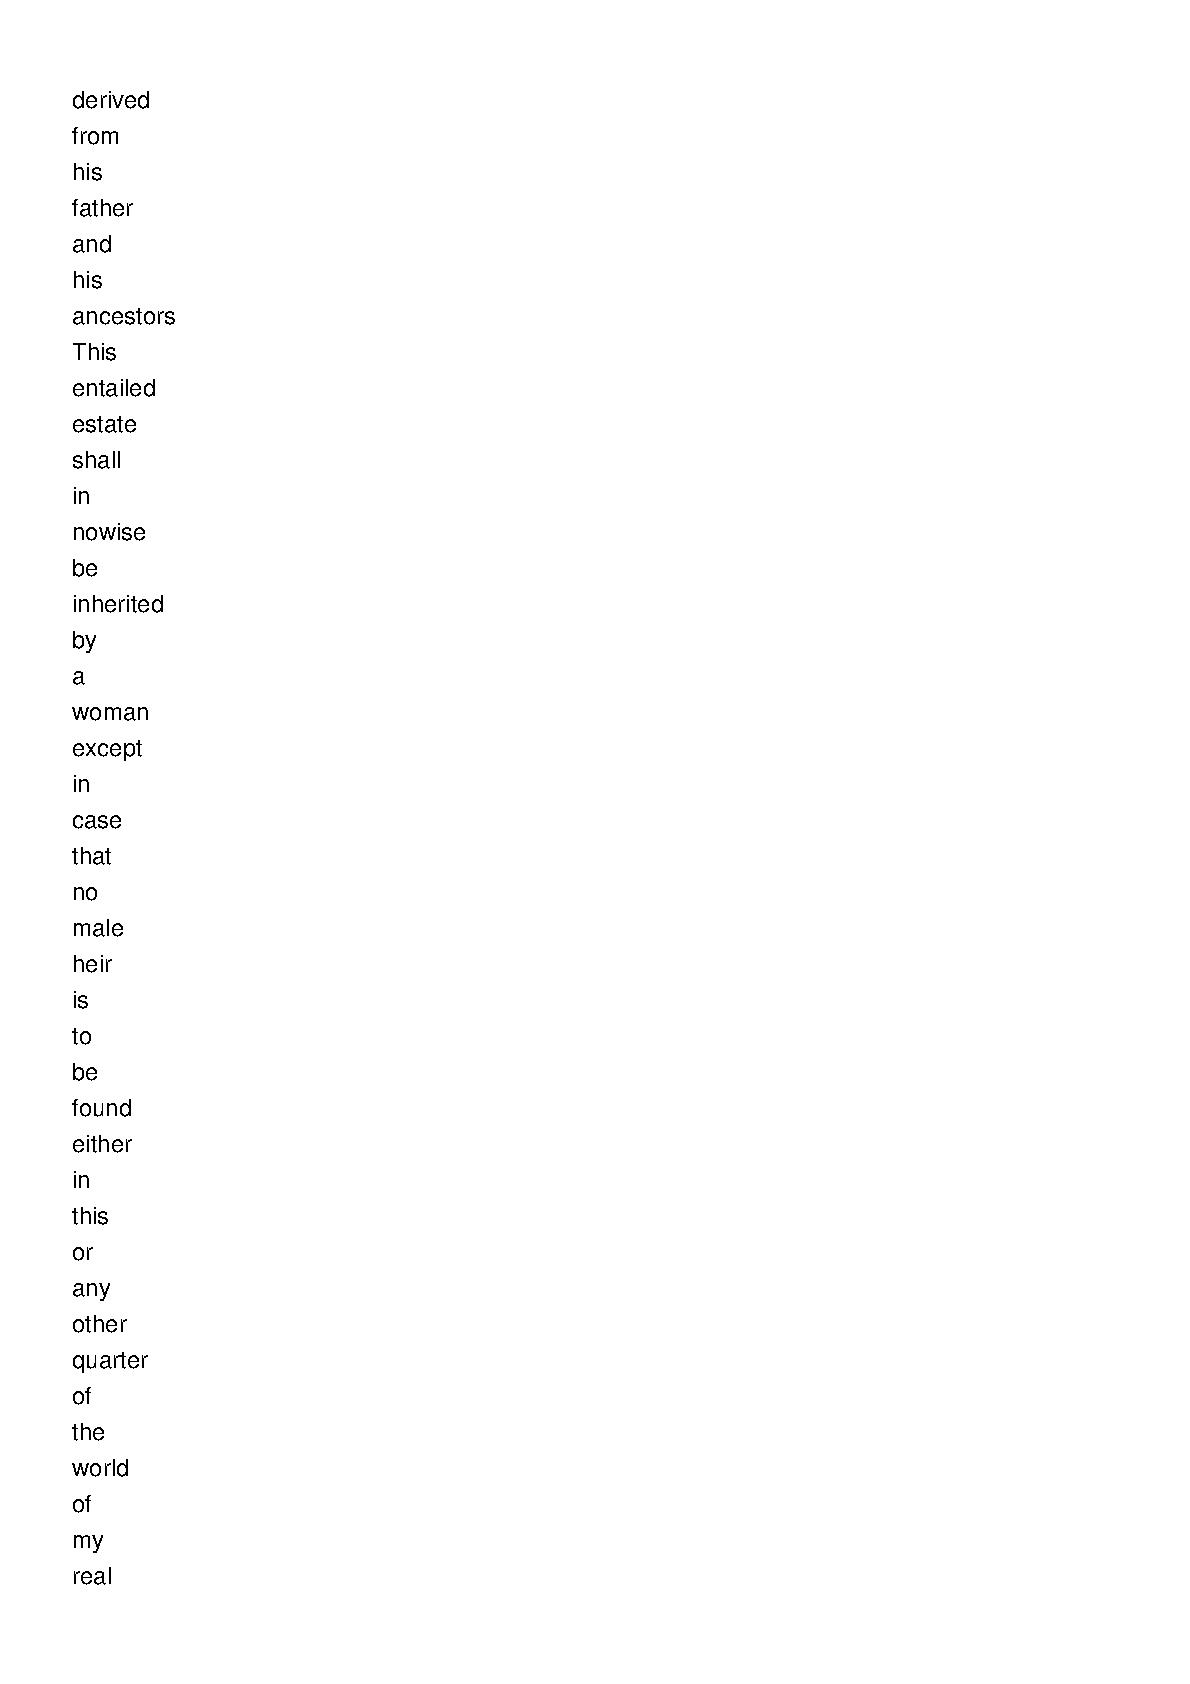 derived
from
his
father
and
his
ancestors
This
entailed
estate
shall
in
nowise
be
inherited
by
a
woman
except
in
case
that
no
male
heir
is
to
be
found
either
in
this
or
any
other
quarter
of
the
world
of
my
real